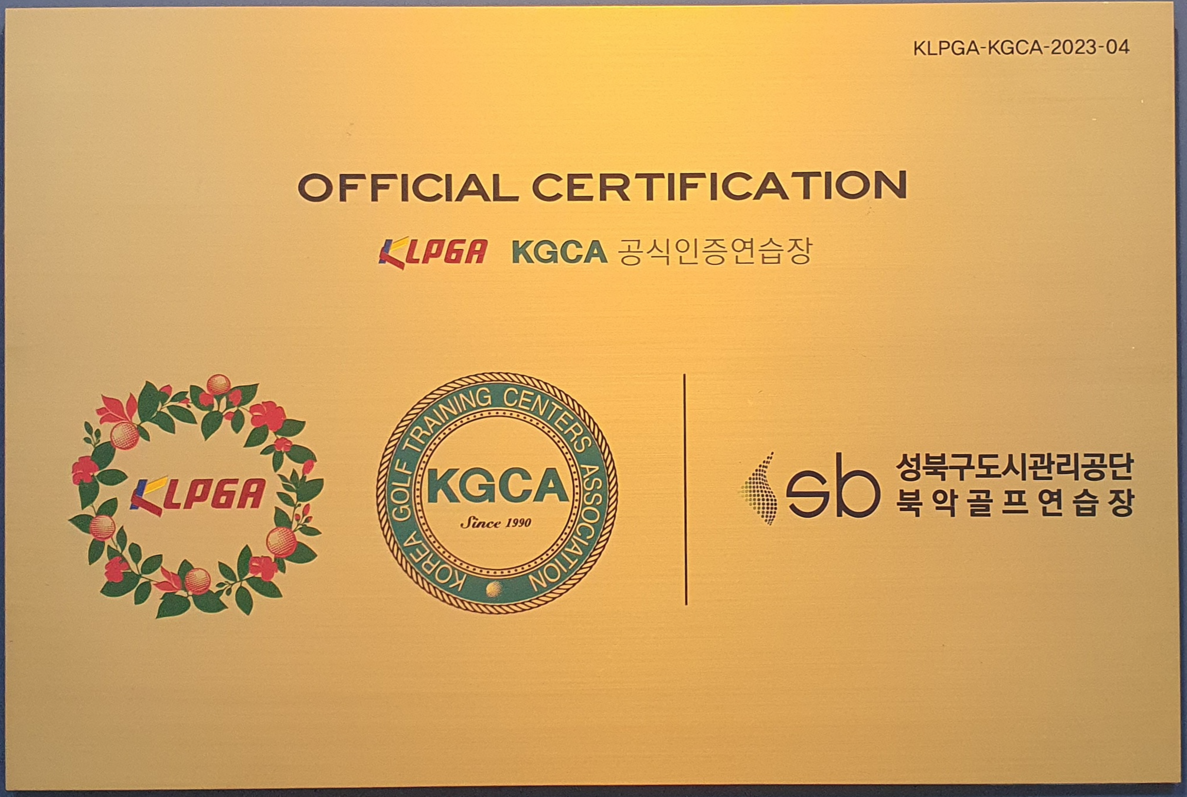 KLPGA-KGCA-2023-04
OFFICIAL CERTIFICATION
KLPGA KGCA 공식인증연습장
KLPGA
KOREA GOLF TRAINING CENTERS ASSOCIATION
KGCA
Since 1990
sb
성북구도시관리공단
북악골프연습장